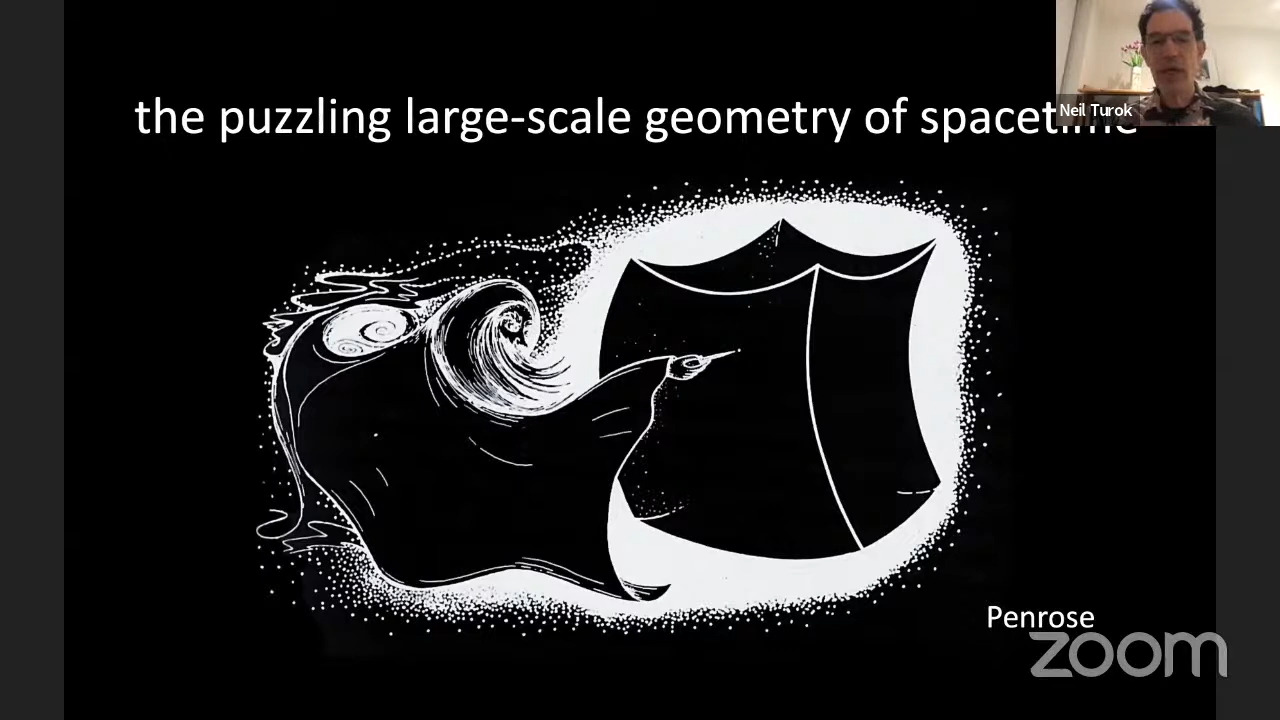 the puzzling large-scale geometry of spacetime
Neil Turok
Penrose
zoom